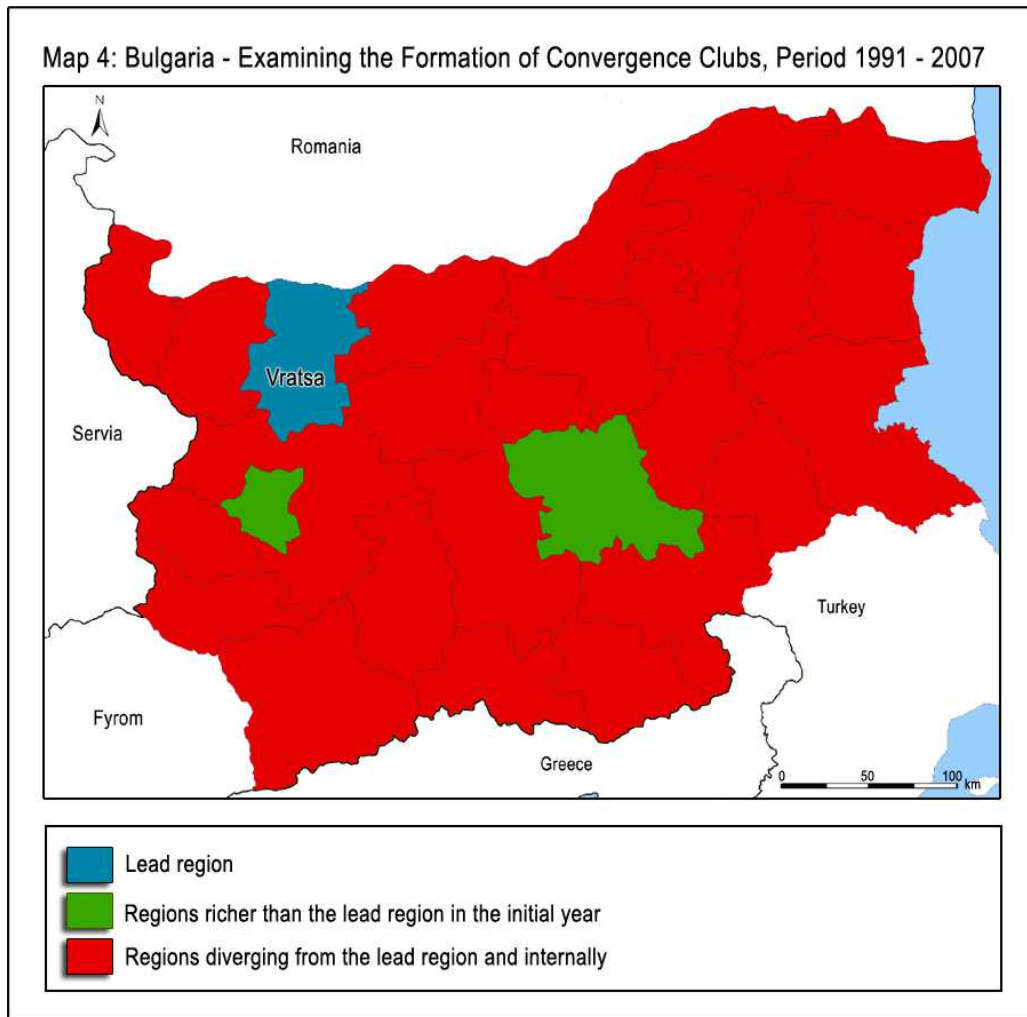 Map 4: Bulgaria - Examining the Formation of Convergence Clubs, Period 1991 - 2007
N
Romania
Vratsa
Servia
Turkey
Fyrom
Greece
0 50 100
km
Lead region
Regions richer than the lead region in the initial year
Regions diverging from the lead region and internally